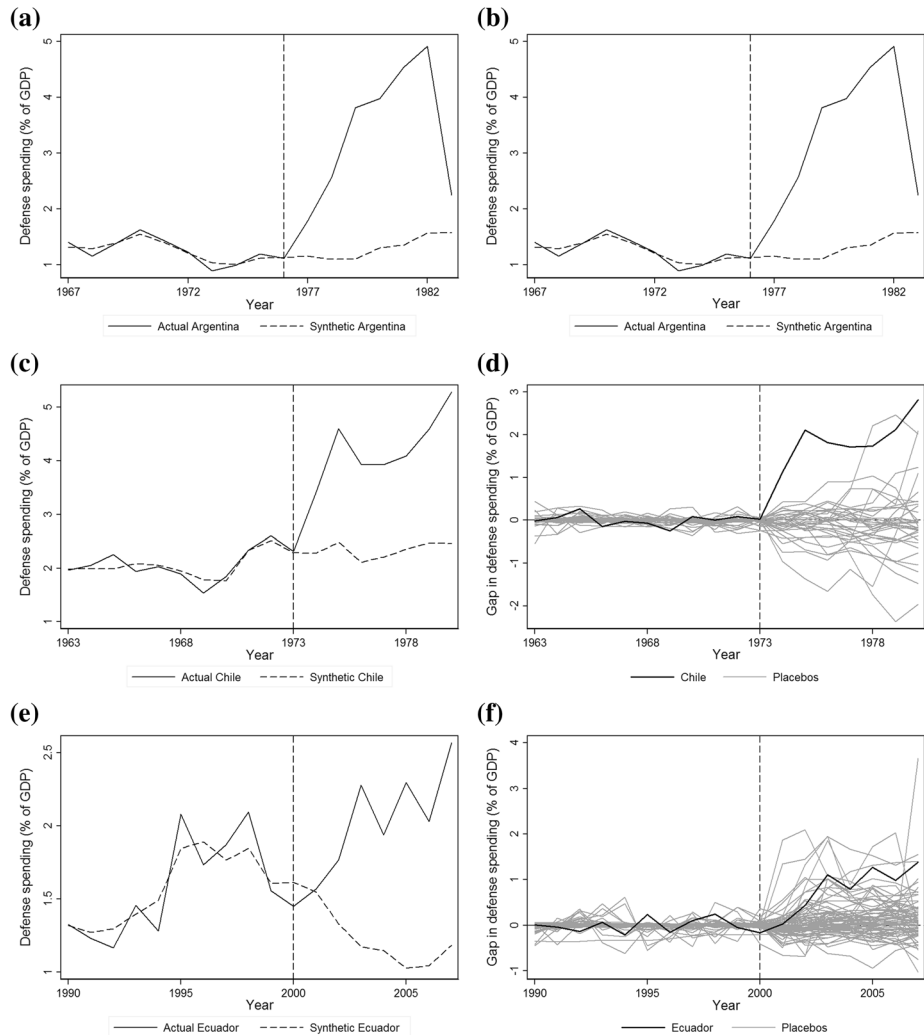 (a)
Defense spending (% of GDP)
5
4
3
2
1
1967 1972 1977 1982
Year
Actual Argentina Synthetic Argentina
(b)
Defense spending (% of GDP)
5
4
3
2
1
1967 1972 1977 1982
Year
Actual Argentina Synthetic Argentina
(c)
Defense spending (% of GDP)
5
4
3
2
1
1963 1968 1973 1978
Year
Actual Chile Synthetic Chile
(d)
Gap in defense spending (% of GDP)
3
2
1
0
-1
-2
1963 1968 1973 1978
Year
Chile Placebos
(e)
Defense spending (% of GDP)
2.5
2
1.5
1
1990 1995 2000 2005
Year
Actual Ecuador Synthetic Ecuador
(f)
Gap in defense spending (% of GDP)
4
3
2
1
0
-1
1990 1995 2000 2005
Year
Ecuador Placebos